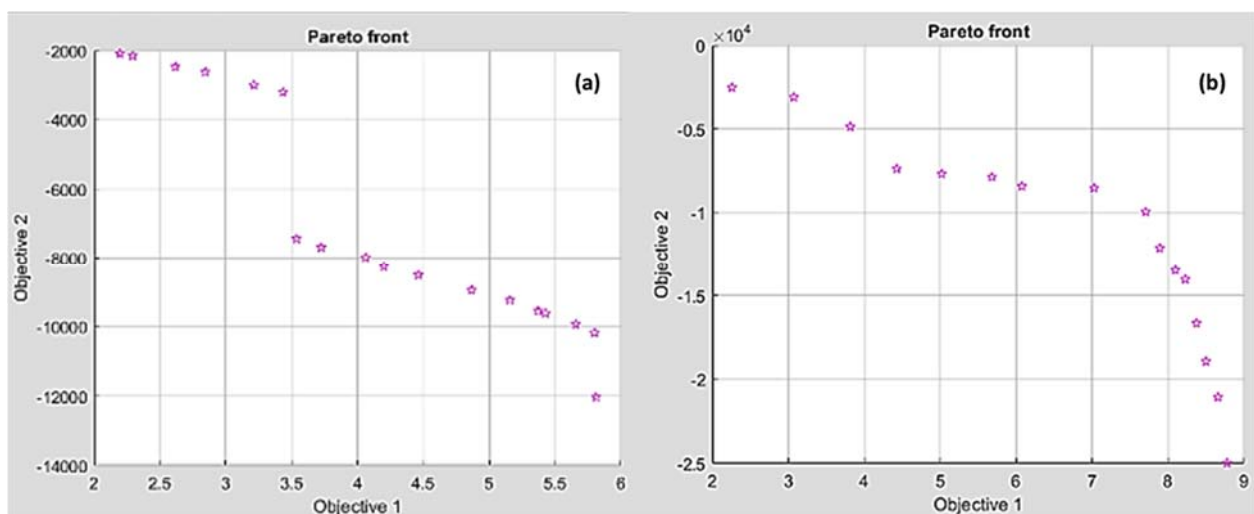 Pareto front
(a)
-2000
-4000
-6000
-8000
-10000
-12000
-14000
Objective 2
2 2.5 3 3.5 4 4.5 5 5.5 6
Objective 1
Pareto front
×10⁴
(b)
0
-0.5
-1
-1.5
-2
-2.5
Objective 2
2 3 4 5 6 7 8 9
Objective 1